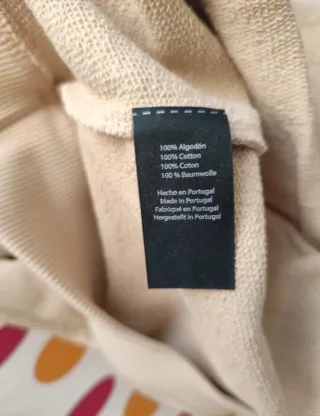 100% Algodón
100% Cotton
100% Coton
100 % Baumwolle
Hecho en Portugal
Made in Portugal
Fabriqué en Portugal
Hergestellt in Portugal